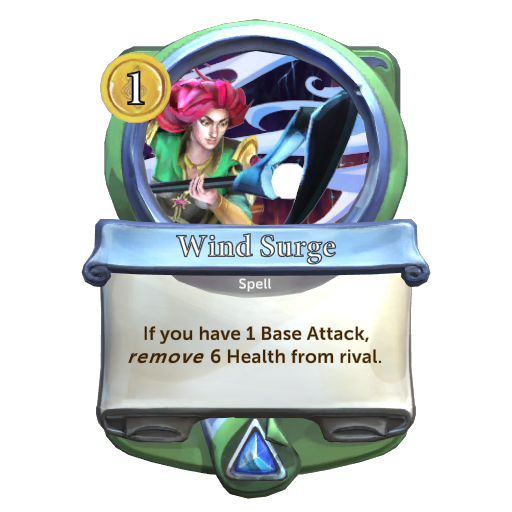 1
Wind Surge
Spell
If you have 1 Base Attack,
remove 6 Health from rival.